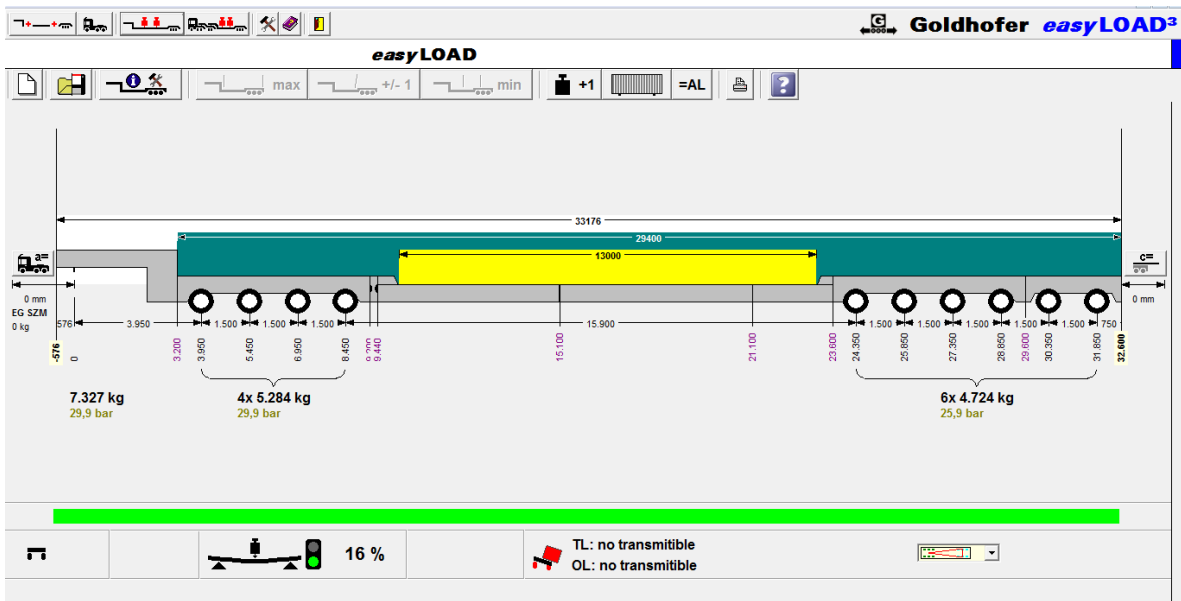 Goldhofer easyLOAD³
easyLOAD
max
+/- 1
min
+1
=AL
?
33176
29400
13000
a=
c=
0 mm
EG SZM
0 kg
0 mm
576
3.950
1.500
1.500
1.500
15.900
1.500
1.500
1.500
1.500
1.500
750
-576
0
3.200
3.950
5.450
6.950
8.450
9.200
9.440
15.100
21.100
23.600
24.350
25.850
27.350
28.850
29.600
30.350
31.850
32.600
7.327 kg
29,9 bar
4x 5.284 kg
29,9 bar
6x 4.724 kg
25,9 bar
16 %
TL: no transmitible
OL: no transmitible